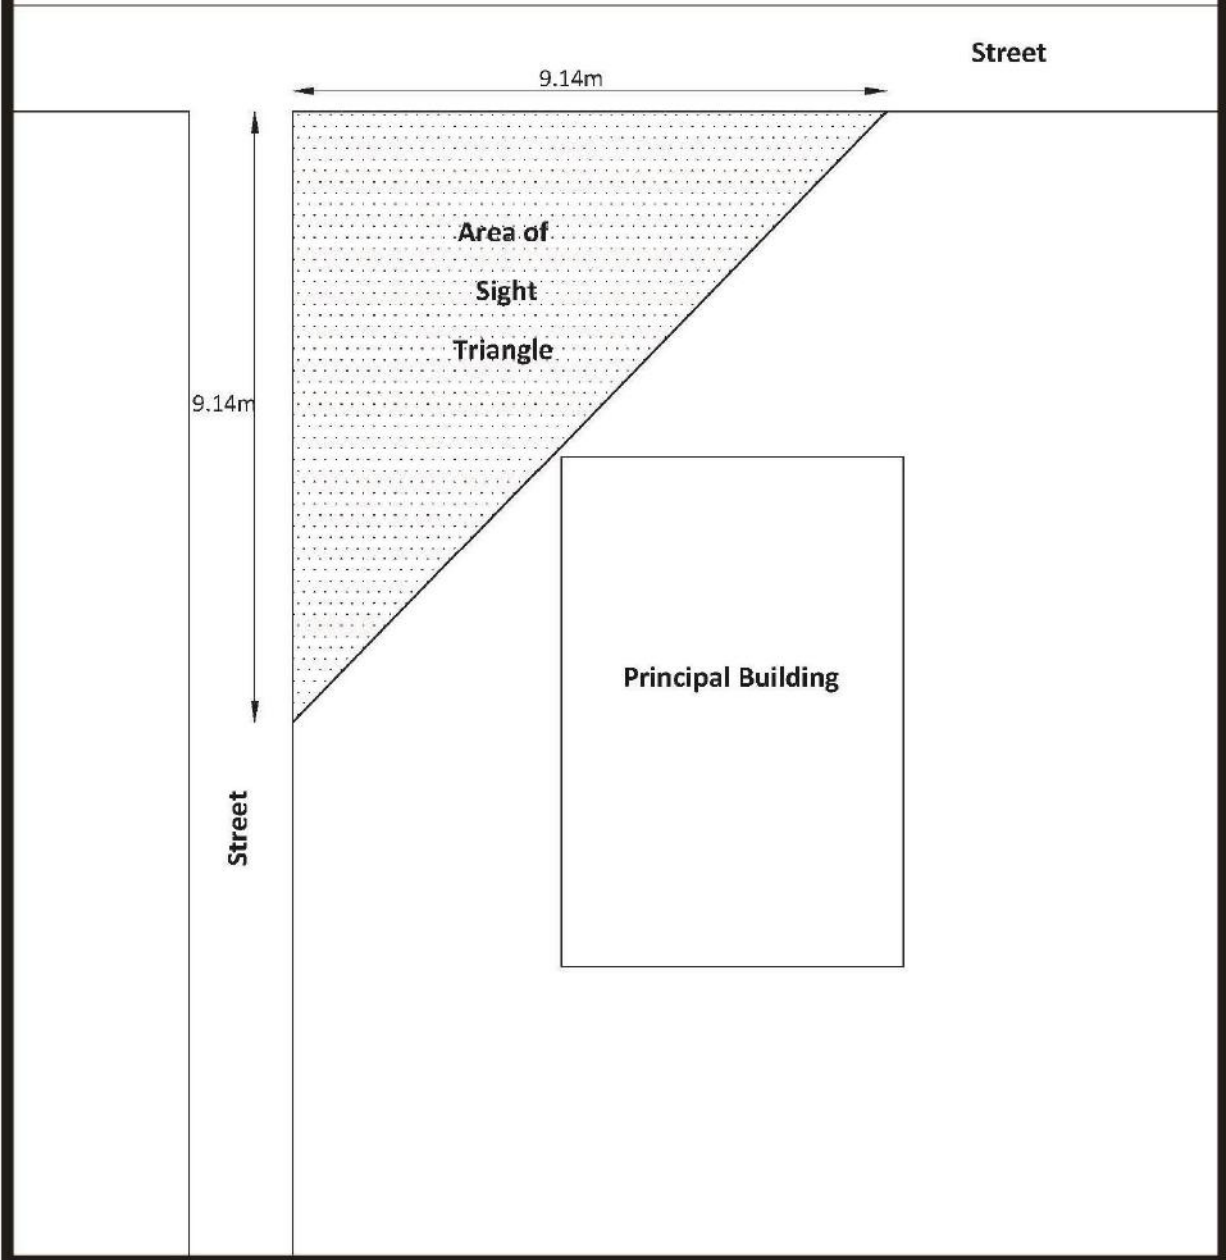 Street
9.14m
Area of
Sight
Triangle
9.14m
Principal Building
Street